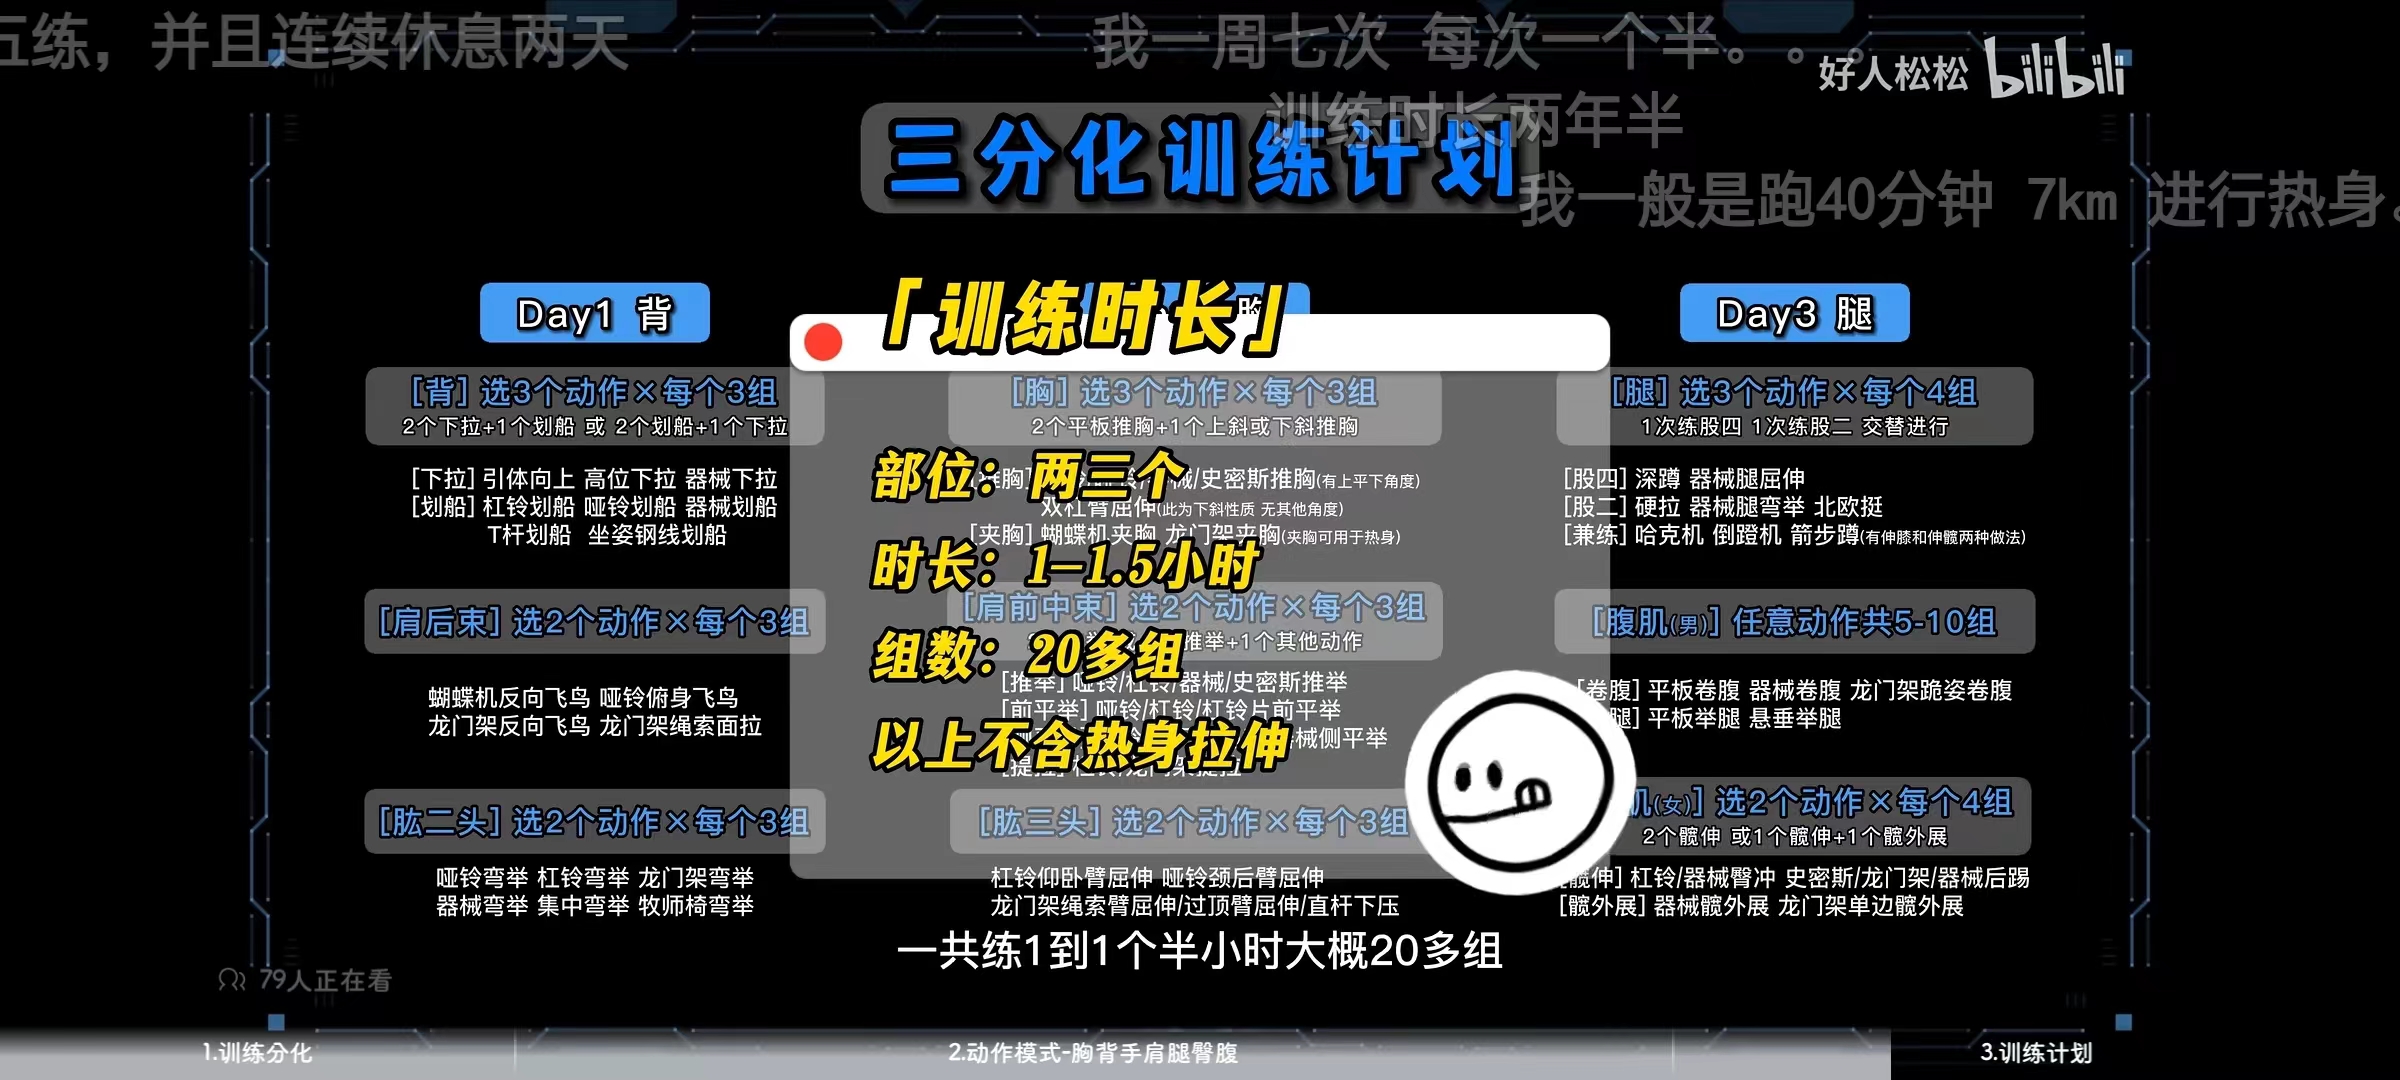 五练，并且连续休息两天
我一周七次 每次一个半。。。
好人松松 bilibili
训练时长两年半
三分化训练计划
我一般是跑40分钟 7km 进行热身。
Day1 背
[背] 选3个动作×每个3组
2个下拉+1个划船 或 2个划船+1个下拉
[下拉] 引体向上 高位下拉 器械下拉
[划船] 杠铃划船 哑铃划船 器械划船
T杆划船 坐姿钢线划船
[肩后束] 选2个动作×每个3组
蝴蝶机反向飞鸟 哑铃俯身飞鸟
龙门架反向飞鸟 龙门架绳索面拉
[肱二头] 选2个动作×每个3组
哑铃弯举 杠铃弯举 龙门架弯举
器械弯举 集中弯举 牧师椅弯举
胸
「训练时长」
部位：两三个
时长：1-1.5小时
组数：20多组
以上不含热身拉伸
[胸] 选3个动作×每个3组
2个平板推胸+1个上斜或下斜推胸
[推胸] 械/史密斯推胸(有上平下角度)
双杠臂屈伸(此为下斜性质 无其他角度)
[夹胸] 蝴蝶机夹胸 龙门架夹胸(夹胸可用于热身)
[肩前中束] 选2个动作×每个3组
推举+1个其他动作
[推举] 哑铃/杠铃/器械/史密斯推举
[前平举] 哑铃/杠铃/杠铃片前平举
械侧平举
[提拉] 杠铃/龙门架提拉
[肱三头] 选2个动作×每个3组
杠铃仰卧臂屈伸 哑铃颈后臂屈伸
龙门架绳索臂屈伸/过顶臂屈伸/直杆下压
Day3 腿
[腿] 选3个动作×每个4组
1次练股四 1次练股二 交替进行
[股四] 深蹲 器械腿屈伸
[股二] 硬拉 器械腿弯举 北欧挺
[兼练] 哈克机 倒蹬机 箭步蹲(有伸膝和伸髋两种做法)
[腹肌(男)] 任意动作共5-10组
[卷腹] 平板卷腹 器械卷腹 龙门架跪姿卷腹
腿] 平板举腿 悬垂举腿
肌(女)] 选2个动作×每个4组
2个髋伸 或1个髋伸+1个髋外展
[髋伸] 杠铃/器械臀冲 史密斯/龙门架/器械后踢
[髋外展] 器械髋外展 龙门架单边髋外展
一共练1到1个半小时大概20多组
79人正在看
1.训练分化
2.动作模式-胸背手肩腿臀腹
3.训练计划